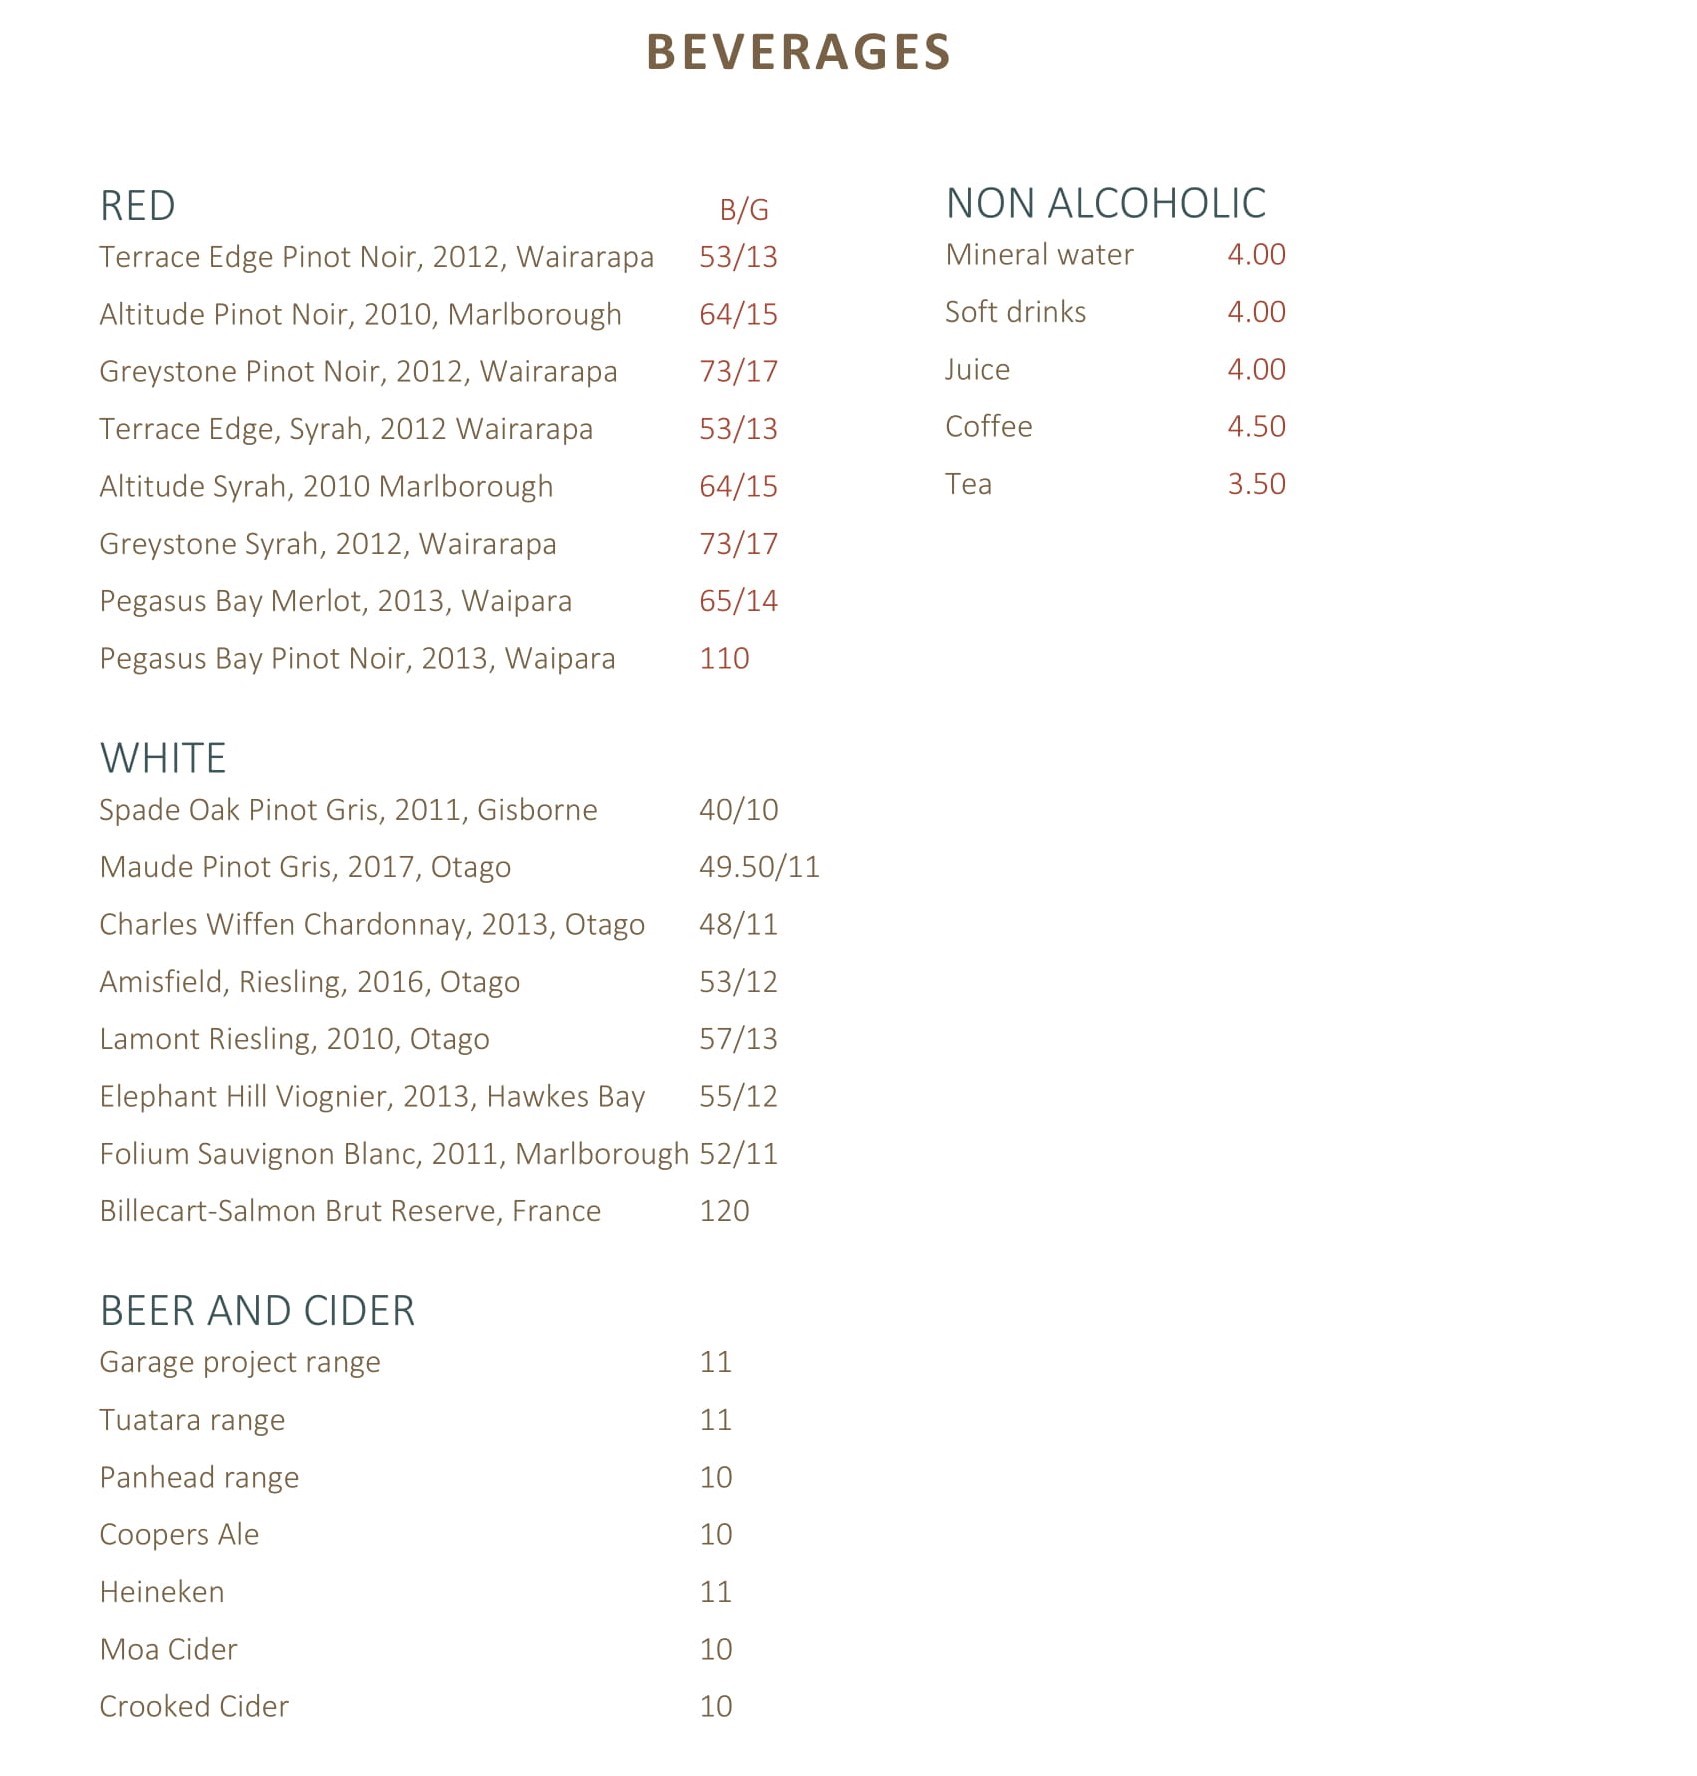 BEVERAGES
RED B/G
Terrace Edge Pinot Noir, 2012, Wairarapa 53/13
Altitude Pinot Noir, 2010, Marlborough 64/15
Greystone Pinot Noir, 2012, Wairarapa 73/17
Terrace Edge, Syrah, 2012 Wairarapa 53/13
Altitude Syrah, 2010 Marlborough 64/15
Greystone Syrah, 2012, Wairarapa 73/17
Pegasus Bay Merlot, 2013, Waipara 65/14
Pegasus Bay Pinot Noir, 2013, Waipara 110
WHITE
Spade Oak Pinot Gris, 2011, Gisborne 40/10
Maude Pinot Gris, 2017, Otago 49.50/11
Charles Wiffen Chardonnay, 2013, Otago 48/11
Amisfield, Riesling, 2016, Otago 53/12
Lamont Riesling, 2010, Otago 57/13
Elephant Hill Viognier, 2013, Hawkes Bay 55/12
Folium Sauvignon Blanc, 2011, Marlborough 52/11
Billecart-Salmon Brut Reserve, France 120
BEER AND CIDER
Garage project range 11
Tuatara range 11
Panhead range 10
Coopers Ale 10
Heineken 11
Moa Cider 10
Crooked Cider 10
NON ALCOHOLIC
Mineral water 4.00
Soft drinks 4.00
Juice 4.00
Coffee 4.50
Tea 3.50